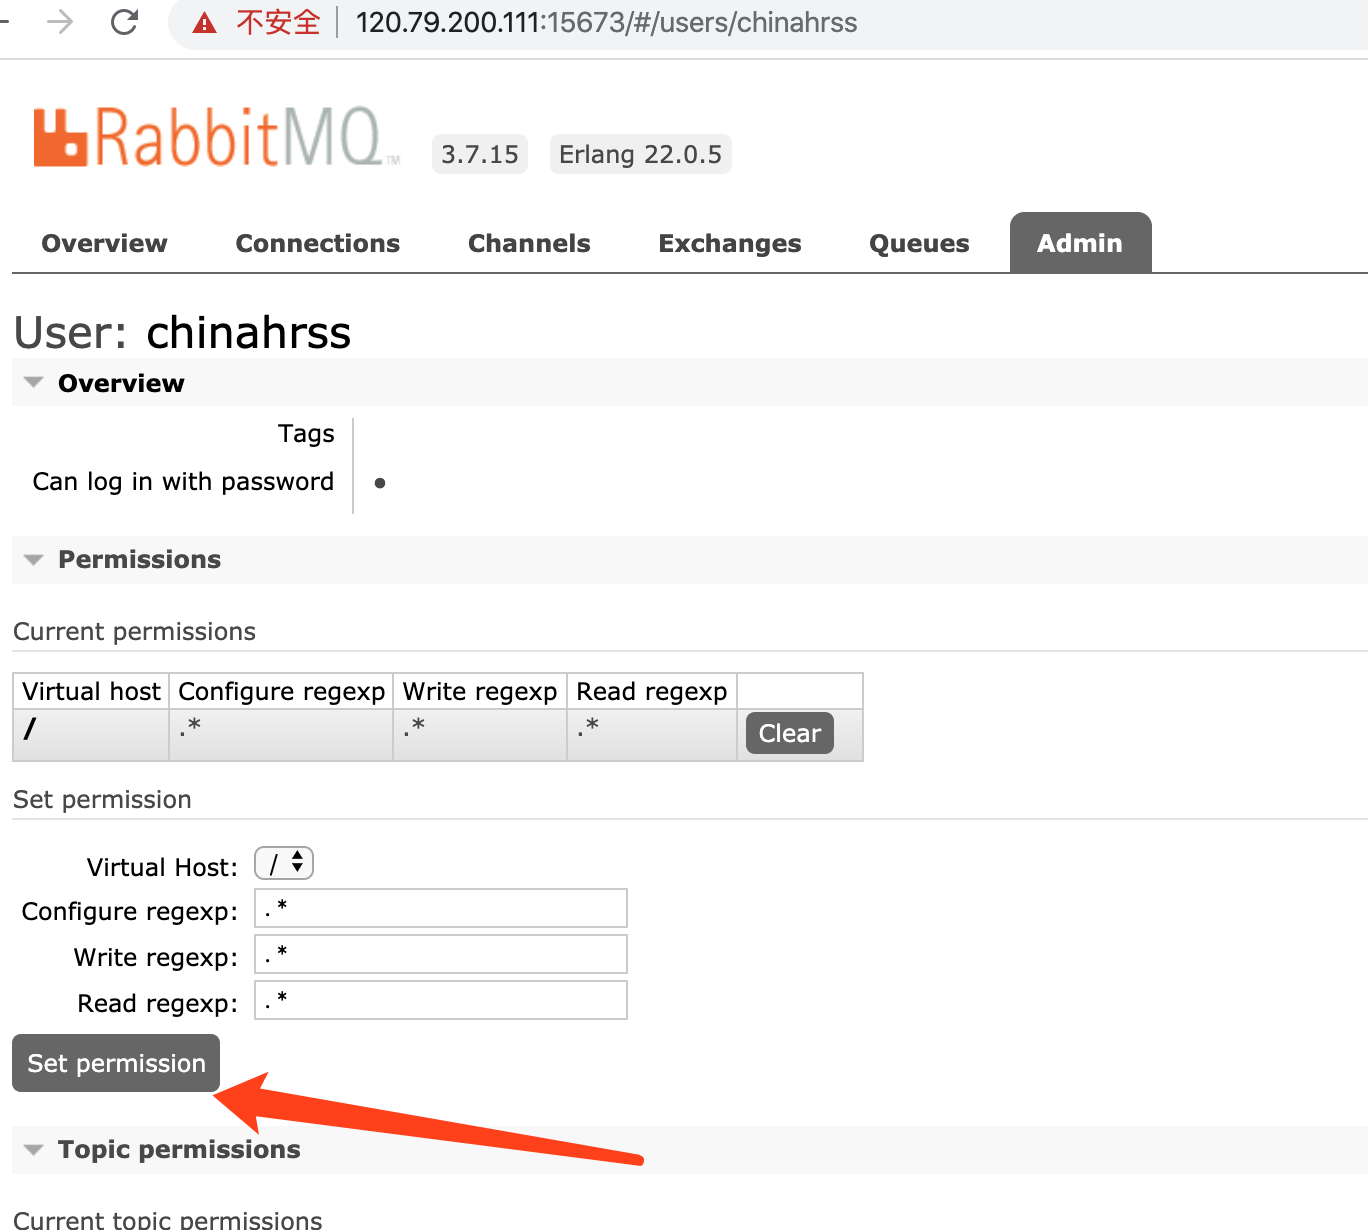 不安全 120.79.200.111:15673/#/users/chinahrss
RabbitMQ TM 3.7.15 Erlang 22.0.5
Overview Connections Channels Exchanges Queues Admin
User: chinahrss
Overview
Tags
Can log in with password •
Permissions
Current permissions
Virtual host Configure regexp Write regexp Read regexp
/ .* .* .* Clear
Set permission
Virtual Host: /
Configure regexp: .*
Write regexp: .*
Read regexp: .*
Set permission
Topic permissions
Current topic permissions